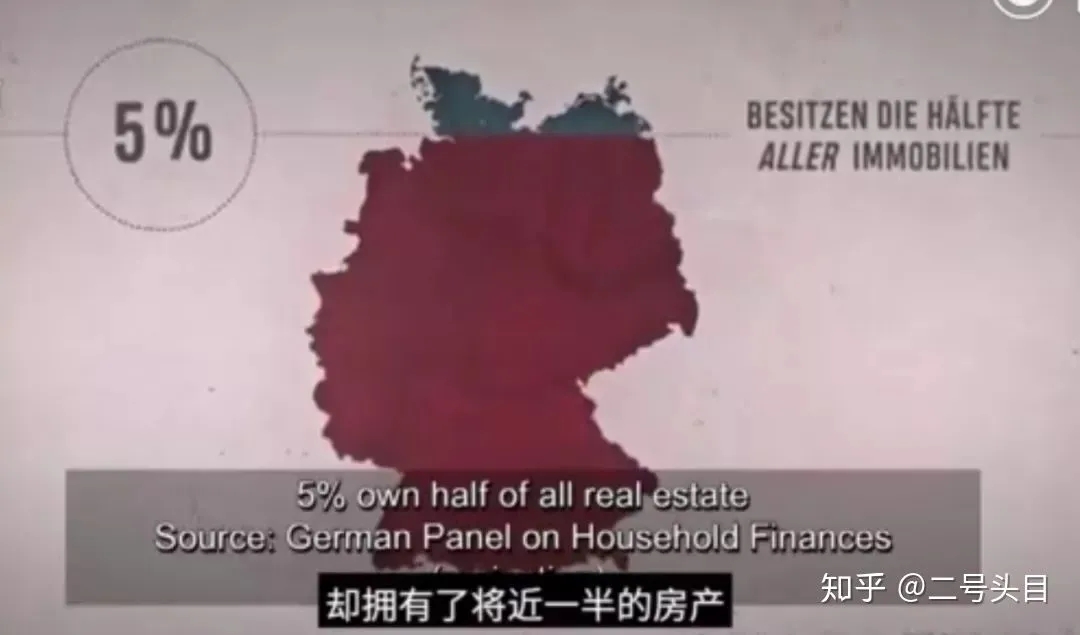 5%
BESITZEN DIE HÄLFTE
ALLER IMMOBILIEN
5% own half of all real estate
Source: German Panel on Household Finances
却拥有了将近一半的房产
知乎 @二号头目